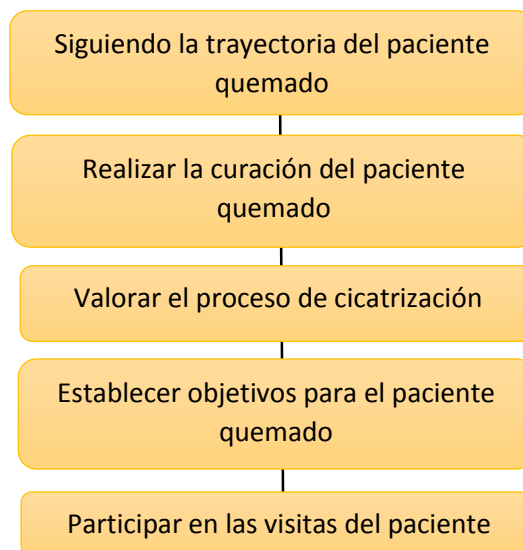 Siguiendo la trayectoria del paciente
quemado
Realizar la curación del paciente
quemado
Valorar el proceso de cicatrización
Establecer objetivos para el paciente
quemado
Participar en las visitas del paciente